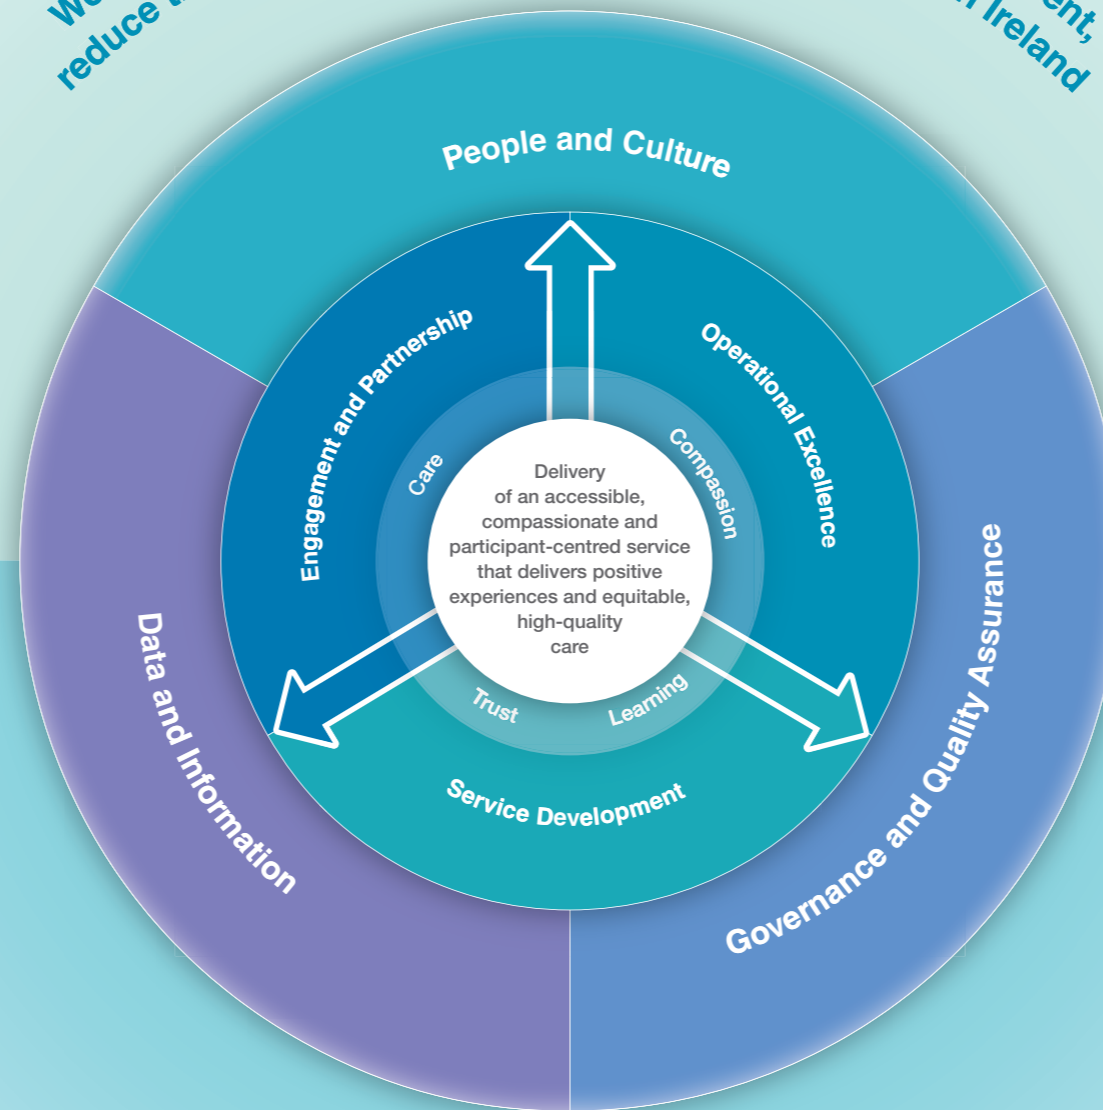 We
reduce
ent,
Ireland
People and Culture
Engagement and Partnership
Operational Excellence
Care
Compassion
Delivery
of an accessible,
compassionate and
participant-centred service
that delivers positive
experiences and equitable,
high-quality
care
Trust
Learning
Service Development
Data and Information
Governance and Quality Assurance